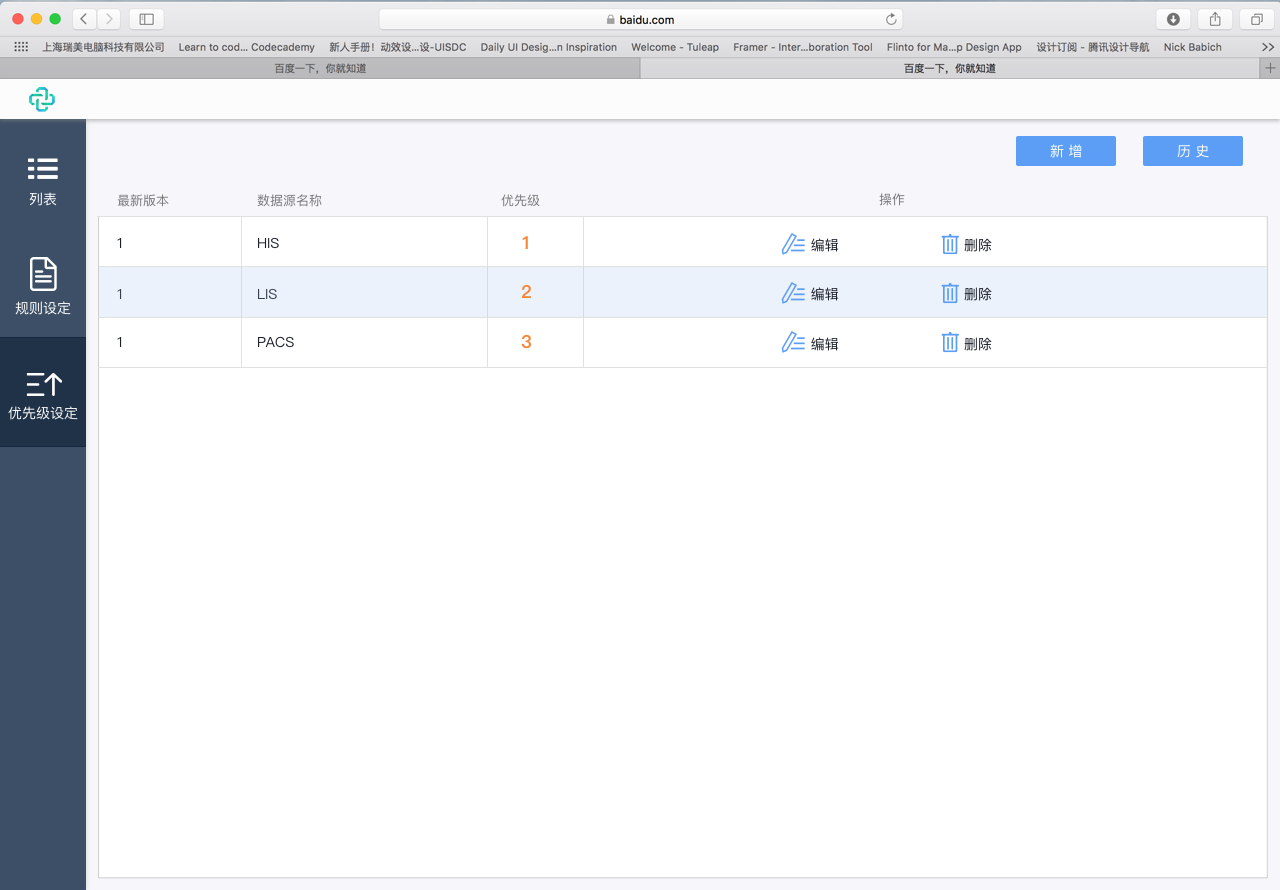 baidu.com
上海瑞美电脑科技有限公司 Learn to cod... Codecademy 新人手册！动效设...设-UISDC Daily UI Desig...n Inspiration Welcome - Tuleap Framer - Inter...boration Tool Flinto for Ma...p Design App 设计订阅 - 腾讯设计导航 Nick Babich
百度一下，你就知道 百度一下，你就知道
新增 历史
列表
规则设定
优先级设定
最新版本 数据源名称 优先级 操作
1 HIS 1 编辑 删除
1 LIS 2 编辑 删除
1 PACS 3 编辑 删除